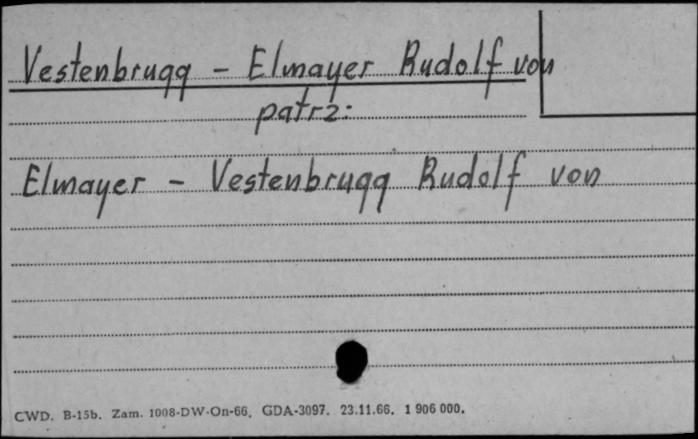 Vestenbrugg - Elmayer Rudolf von
patrz:
Elmayer - Vestenbrugg Rudolf von
CWD. B-15b. Zam. 1008-DW-On-66. GDA-3097. 23.11.66. 1 906 000.